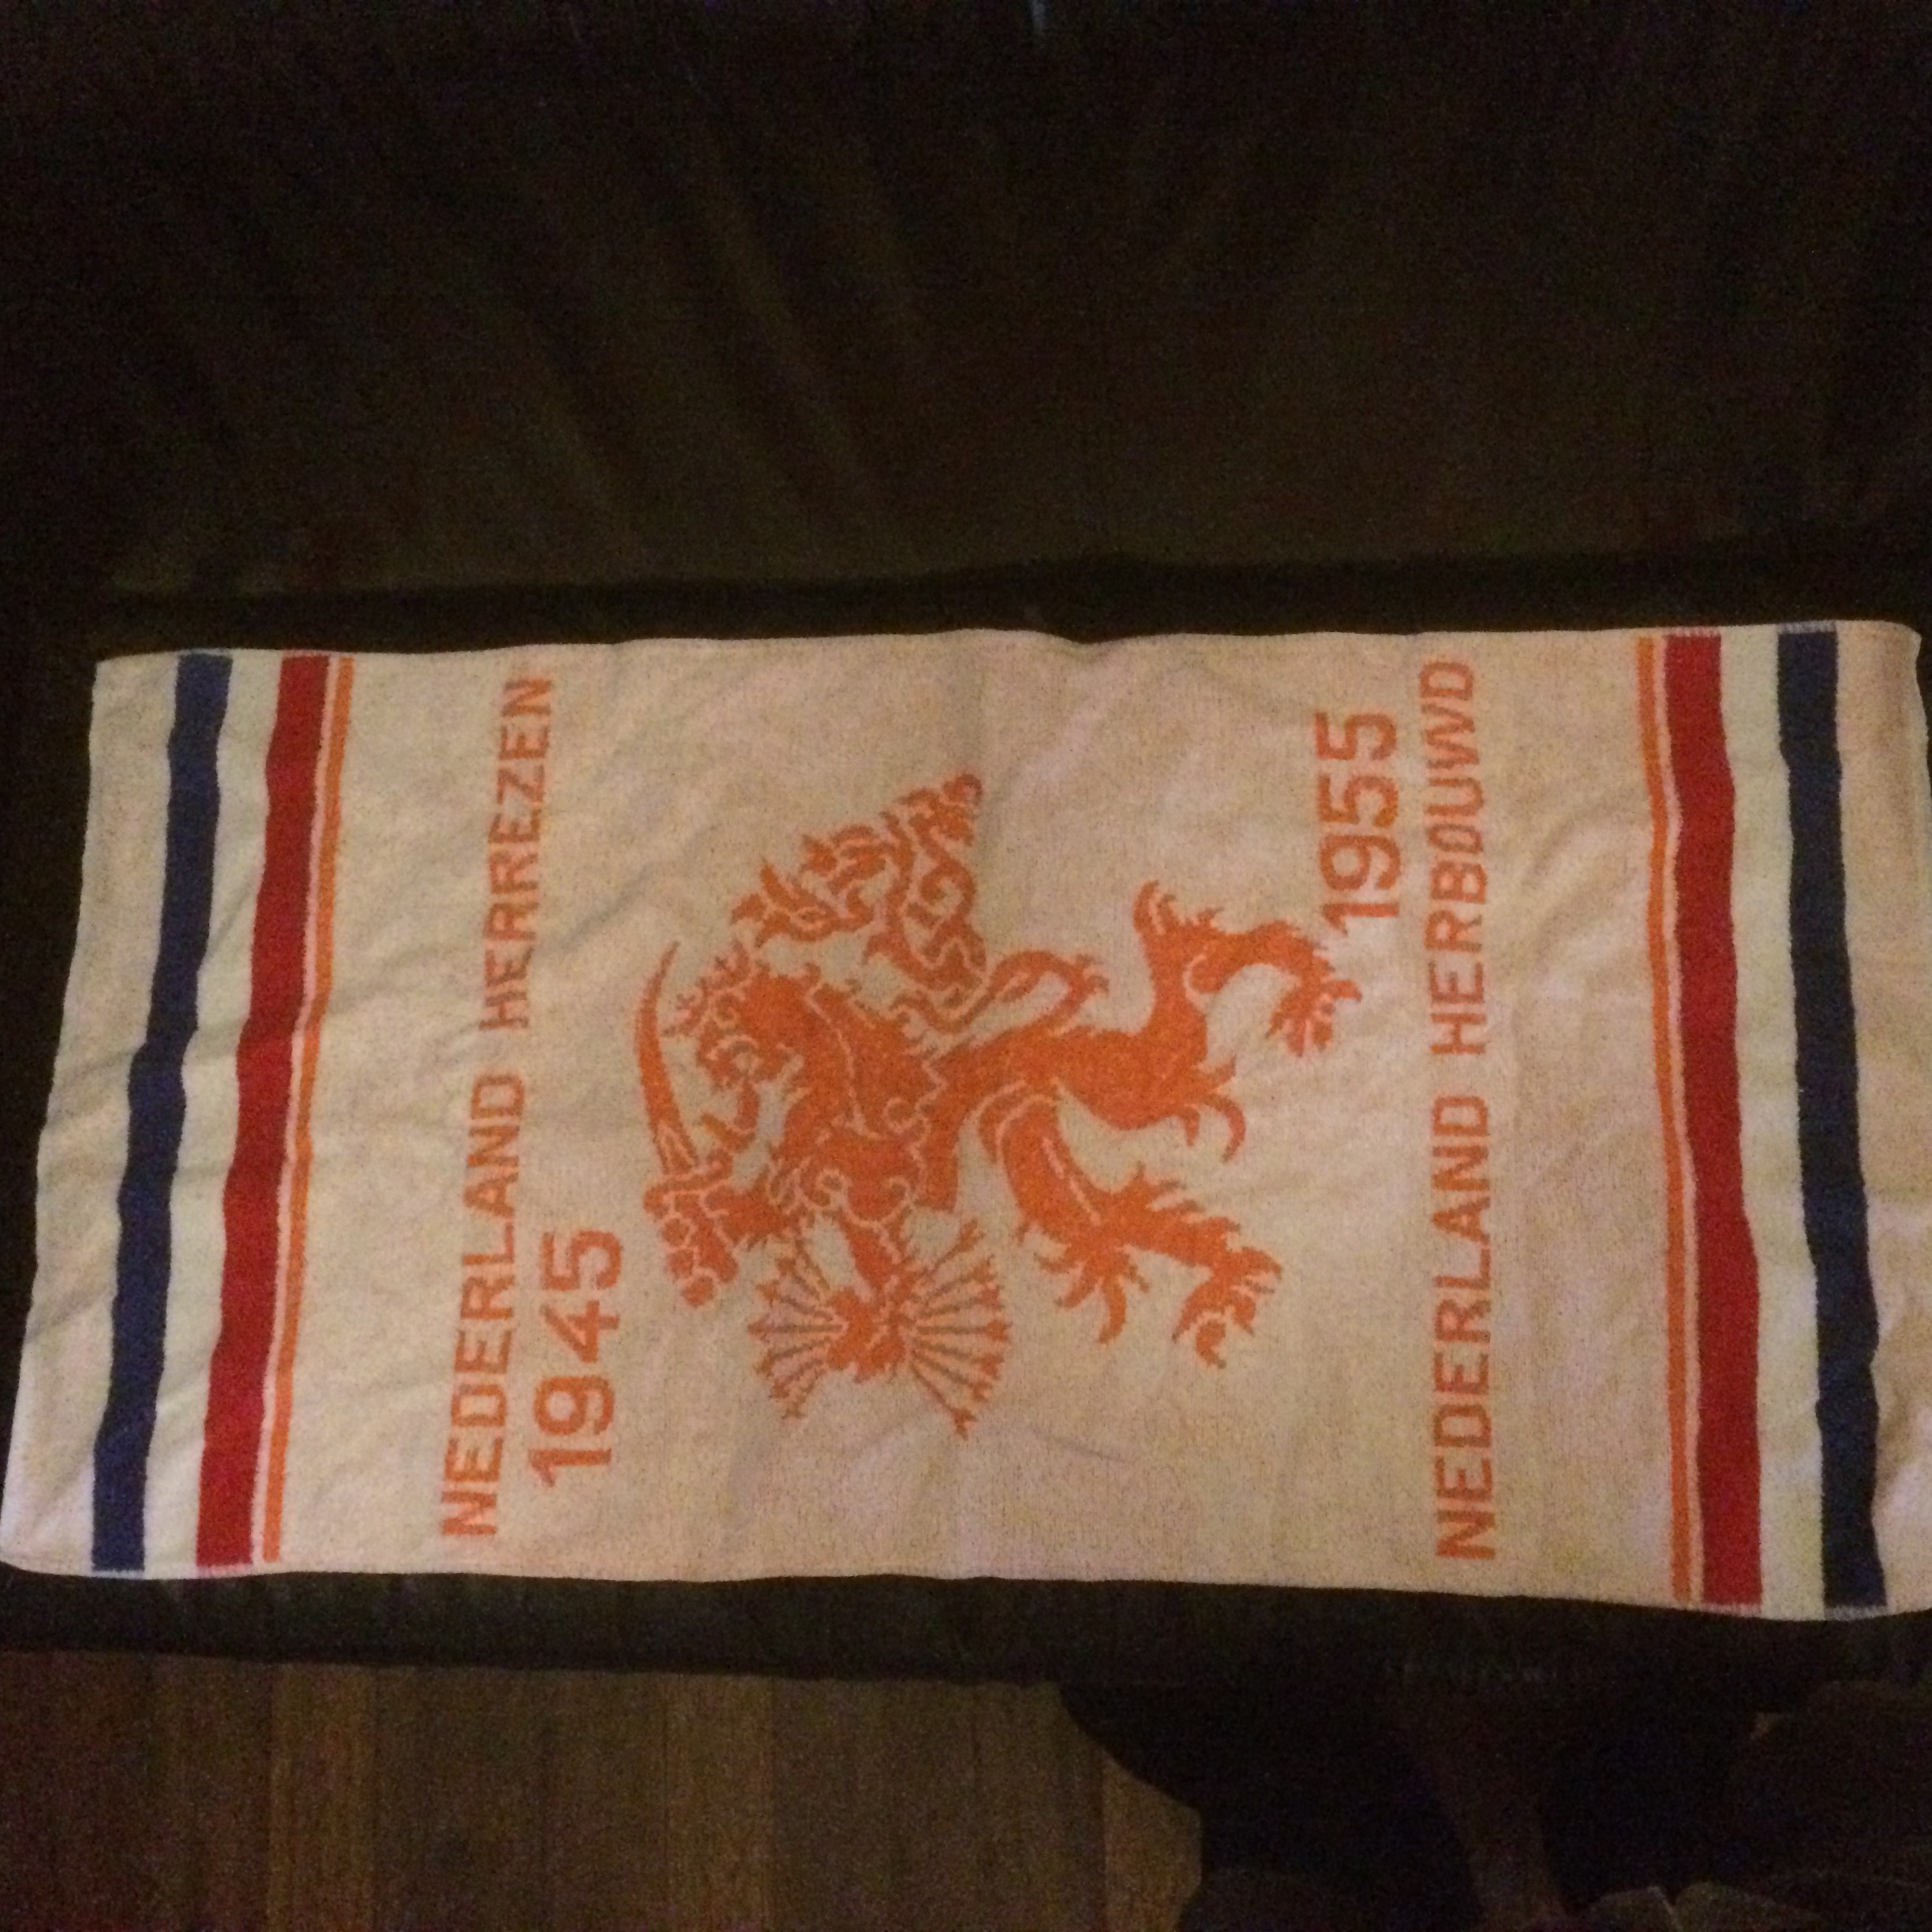 NEDERLAND HERREZEN
1945
1955
NEDERLAND HERBOUWD